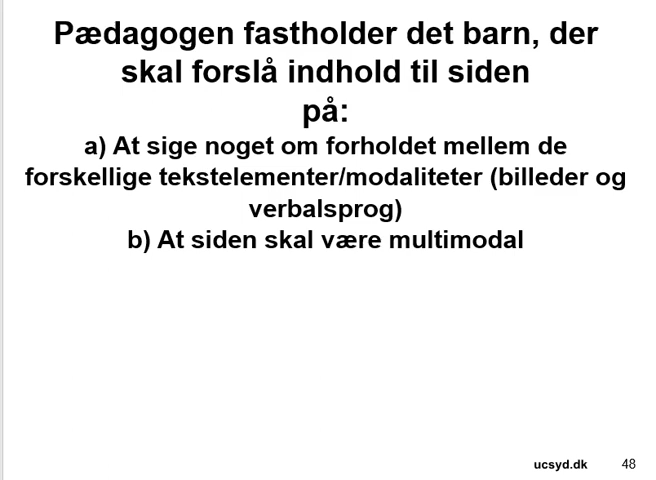 Pædagogen fastholder det barn, der
skal forslå indhold til siden
på:
a) At sige noget om forholdet mellem de
forskellige tekstelementer/modaliteter (billeder og
verbalsprog)
b) At siden skal være multimodal
ucsyd.dk 48